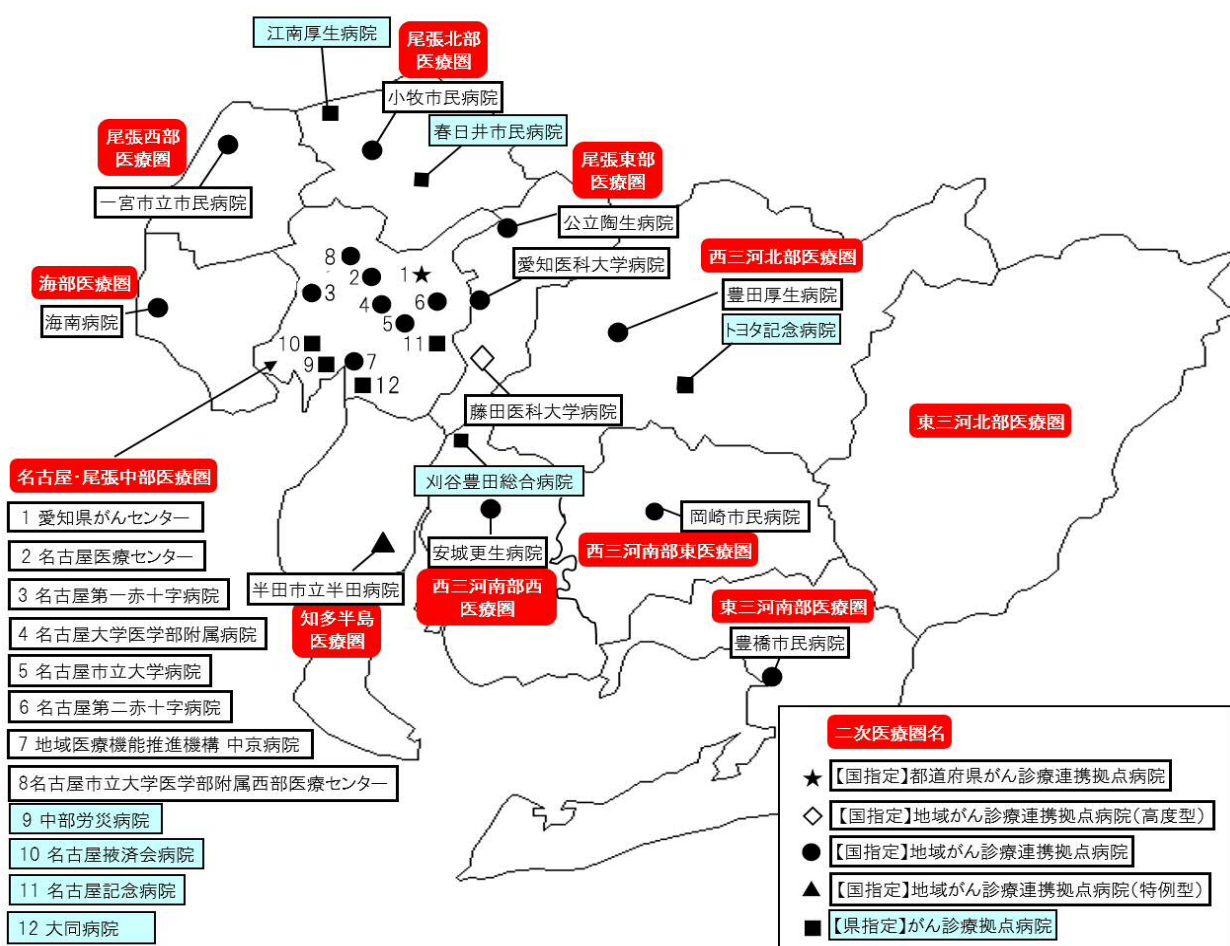 江南厚生病院
尾張北部
医療圏
小牧市民病院
春日井市民病院
尾張西部
医療圏
一宮市立市民病院
尾張東部
医療圏
公立陶生病院
愛知医科大学病院
西三河北部医療圏
豊田厚生病院
トヨタ記念病院
海部医療圏
海南病院
8
2
1
3
4
6
5
10
11
9
7
12
藤田医科大学病院
東三河北部医療圏
刈谷豊田総合病院
安城更生病院
岡崎市民病院
西三河南部東医療圏
西三河南部西
医療圏
半田市立半田病院
知多半島
医療圏
東三河南部医療圏
豊橋市民病院
名古屋・尾張中部医療圏
1 愛知県がんセンター
2 名古屋医療センター
3 名古屋第一赤十字病院
4 名古屋大学医学部附属病院
5 名古屋市立大学病院
6 名古屋第二赤十字病院
7 地域医療機能推進機構 中京病院
8名古屋市立大学医学部附属西部医療センター
9 中部労災病院
10 名古屋掖済会病院
11 名古屋記念病院
12 大同病院
二次医療圏名
★ 【国指定】都道府県がん診療連携拠点病院
◇ 【国指定】地域がん診療連携拠点病院(高度型)
● 【国指定】地域がん診療連携拠点病院
▲ 【国指定】地域がん診療連携拠点病院(特例型)
■ 【県指定】がん診療拠点病院